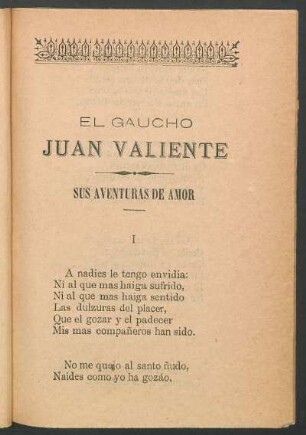 EL GAUCHO
JUAN VALIENTE
SUS AVENTURAS DE AMOR
I
A nadies le tengo envidia:
Ni al que mas haiga sufrido,
Ni al que mas haiga sentido
Las dulzuras del placer,
Que el gozar y el padecer
Mis mas compañeros han sido.
No me quejo al santo ñudo,
Naides como yo ha gozáo,